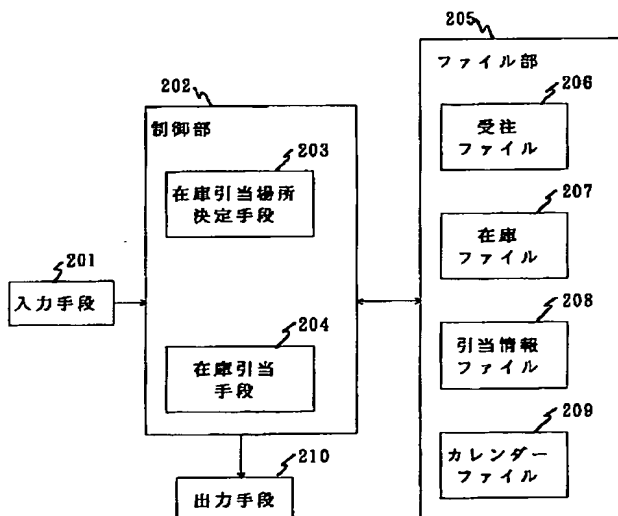 205
ファイル部
206
受注
ファイル
207
在庫
ファイル
208
引当情報
ファイル
209
カレンダー
ファイル
202
制御部
203
在庫引当場所
決定手段
204
在庫引当
手段
201
入力手段
210
出力手段